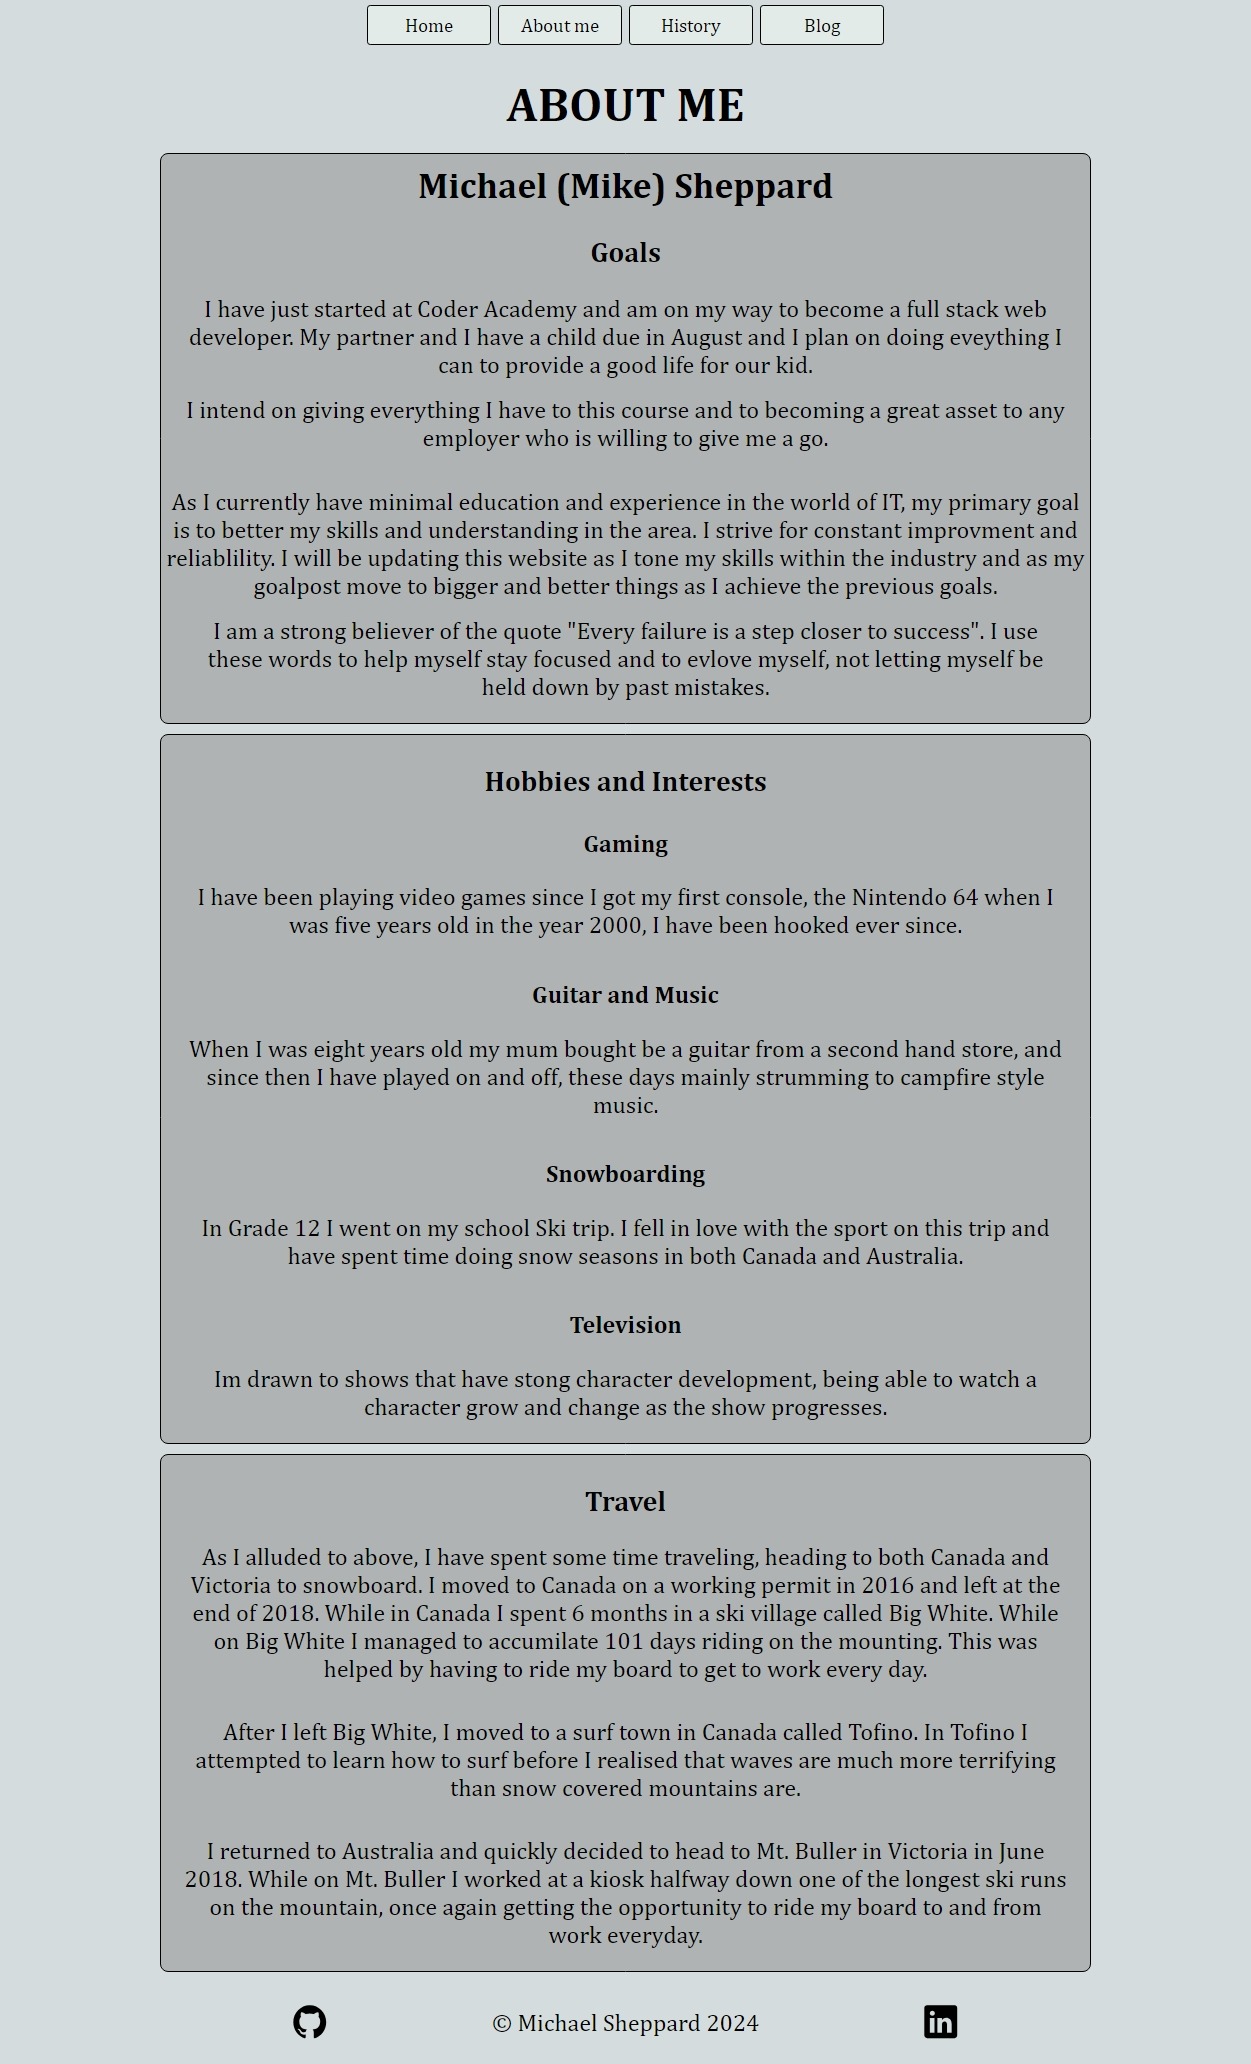 Home
About me
History
Blog
ABOUT ME
Michael (Mike) Sheppard
Goals
I have just started at Coder Academy and am on my way to become a full stack web
developer. My partner and I have a child due in August and I plan on doing eveything I
can to provide a good life for our kid.
I intend on giving everything I have to this course and to becoming a great asset to any
employer who is willing to give me a go.
As I currently have minimal education and experience in the world of IT, my primary goal
is to better my skills and understanding in the area. I strive for constant improvment and
reliablility. I will be updating this website as I tone my skills within the industry and as my
goalpost move to bigger and better things as I achieve the previous goals.
I am a strong believer of the quote "Every failure is a step closer to success". I use
these words to help myself stay focused and to evlove myself, not letting myself be
held down by past mistakes.
Hobbies and Interests
Gaming
I have been playing video games since I got my first console, the Nintendo 64 when I
was five years old in the year 2000, I have been hooked ever since.
Guitar and Music
When I was eight years old my mum bought be a guitar from a second hand store, and
since then I have played on and off, these days mainly strumming to campfire style
music.
Snowboarding
In Grade 12 I went on my school Ski trip. I fell in love with the sport on this trip and
have spent time doing snow seasons in both Canada and Australia.
Television
Im drawn to shows that have stong character development, being able to watch a
character grow and change as the show progresses.
Travel
As I alluded to above, I have spent some time traveling, heading to both Canada and
Victoria to snowboard. I moved to Canada on a working permit in 2016 and left at the
end of 2018. While in Canada I spent 6 months in a ski village called Big White. While
on Big White I managed to accumilate 101 days riding on the mounting. This was
helped by having to ride my board to get to work every day.
After I left Big White, I moved to a surf town in Canada called Tofino. In Tofino I
attempted to learn how to surf before I realised that waves are much more terrifying
than snow covered mountains are.
I returned to Australia and quickly decided to head to Mt. Buller in Victoria in June
2018. While on Mt. Buller I worked at a kiosk halfway down one of the longest ski runs
on the mountain, once again getting the opportunity to ride my board to and from
work everyday.
© Michael Sheppard 2024
in